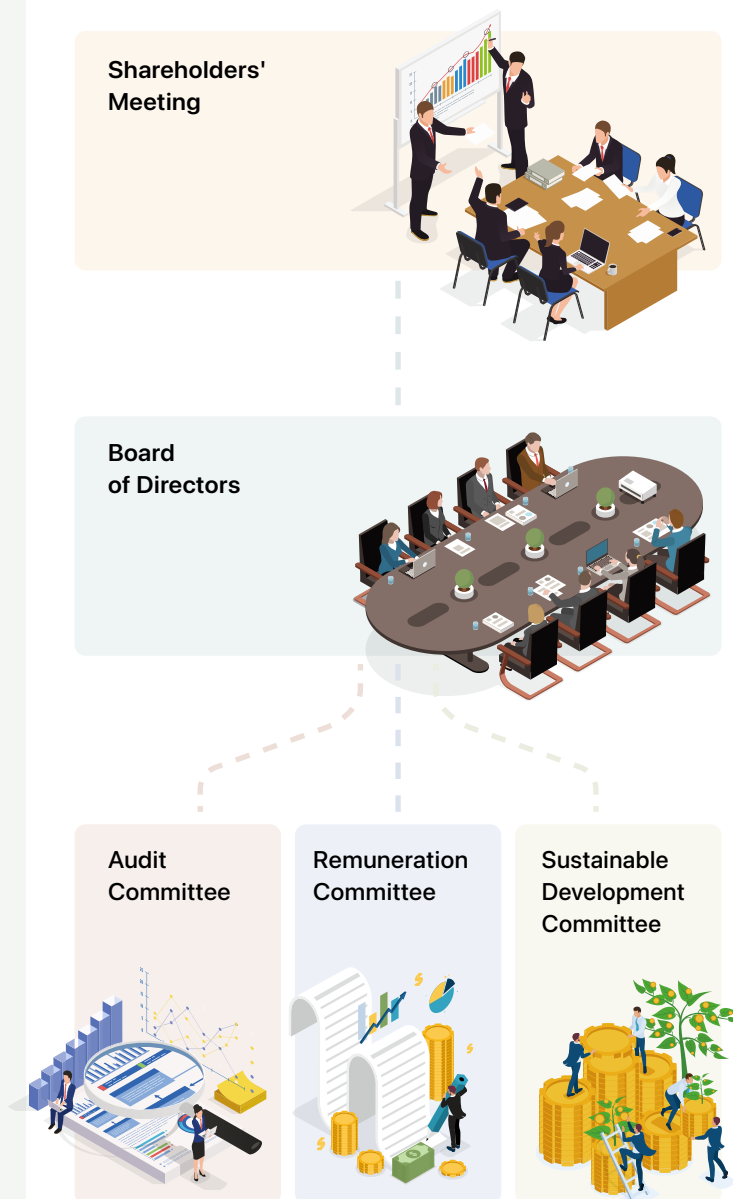 Shareholders'
Meeting
Board
of Directors
Audit
Committee
Remuneration
Committee
Sustainable
Development
Committee